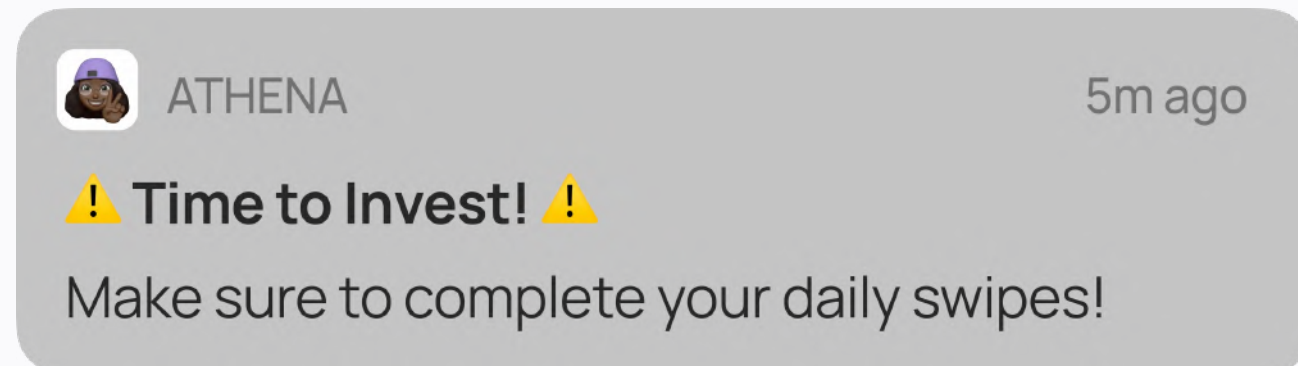 ATHENA 5m ago
⚠️ Time to Invest! ⚠️
Make sure to complete your daily swipes!